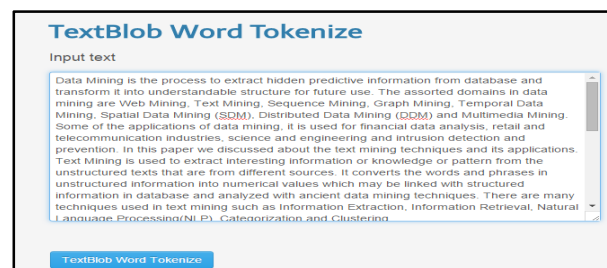 TextBlob Word Tokenize
Input text
Data Mining is the process to extract hidden predictive information from database and
transform it into understandable structure for future use. The assorted domains in data
mining are Web Mining, Text Mining, Sequence Mining, Graph Mining, Temporal Data
Mining, Spatial Data Mining (SDM), Distributed Data Mining (DDM) and Multimedia Mining.
Some of the applications of data mining, it is used for financial data analysis, retail and
telecommunication industries, science and engineering and intrusion detection and
prevention. In this paper we discussed about the text mining techniques and its applications.
Text Mining is used to extract interesting information or knowledge or pattern from the
unstructured texts that are from different sources. It converts the words and phrases in
unstructured information into numerical values which may be linked with structured
information in database and analyzed with ancient data mining techniques. There are many
techniques used in text mining such as Information Extraction, Information Retrieval, Natural
Language Processing(NLP), Categorization and Clustering
TextBlob Word Tokenize